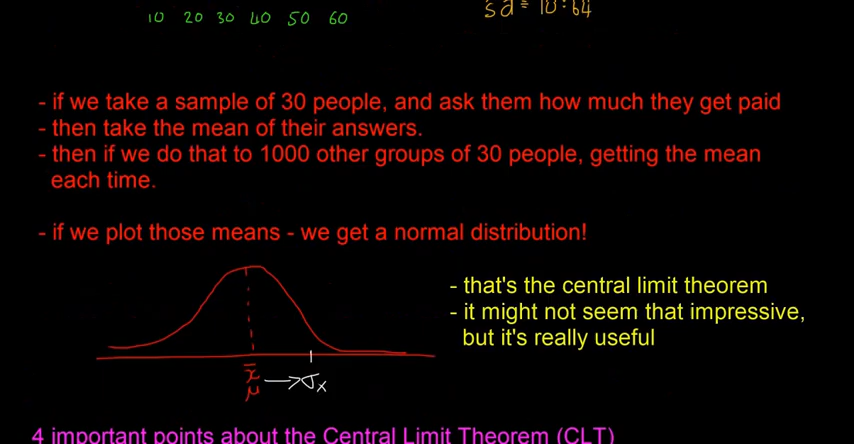 10 20 30 40 50 60
sd = 10.64
- if we take a sample of 30 people, and ask them how much they get paid
- then take the mean of their answers.
- then if we do that to 1000 other groups of 30 people, getting the mean
each time.
- if we plot those means - we get a normal distribution!
- that's the central limit theorem
- it might not seem that impressive,
but it's really useful
x̄
μ → σx
4 important points about the Central Limit Theorem (CLT)